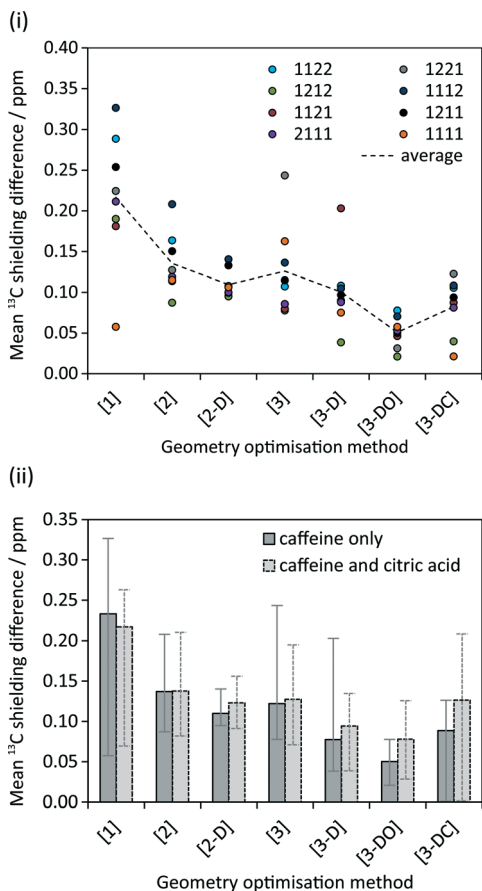 (i)
0.40
0.35
0.30
0.25
0.20
0.15
0.10
0.05
0.00
Mean ¹³C shielding difference / ppm
1122 1221
1212 1112
1121 1211
2111 1111
average
[1] [2] [2-D] [3] [3-D] [3-DO] [3-DC]
Geometry optimisation method
(ii)
0.35
0.30
0.25
0.20
0.15
0.10
0.05
0.00
Mean ¹³C shielding difference / ppm
caffeine only
caffeine and citric acid
[1] [2] [2-D] [3] [3-D] [3-DO] [3-DC]
Geometry optimisation method